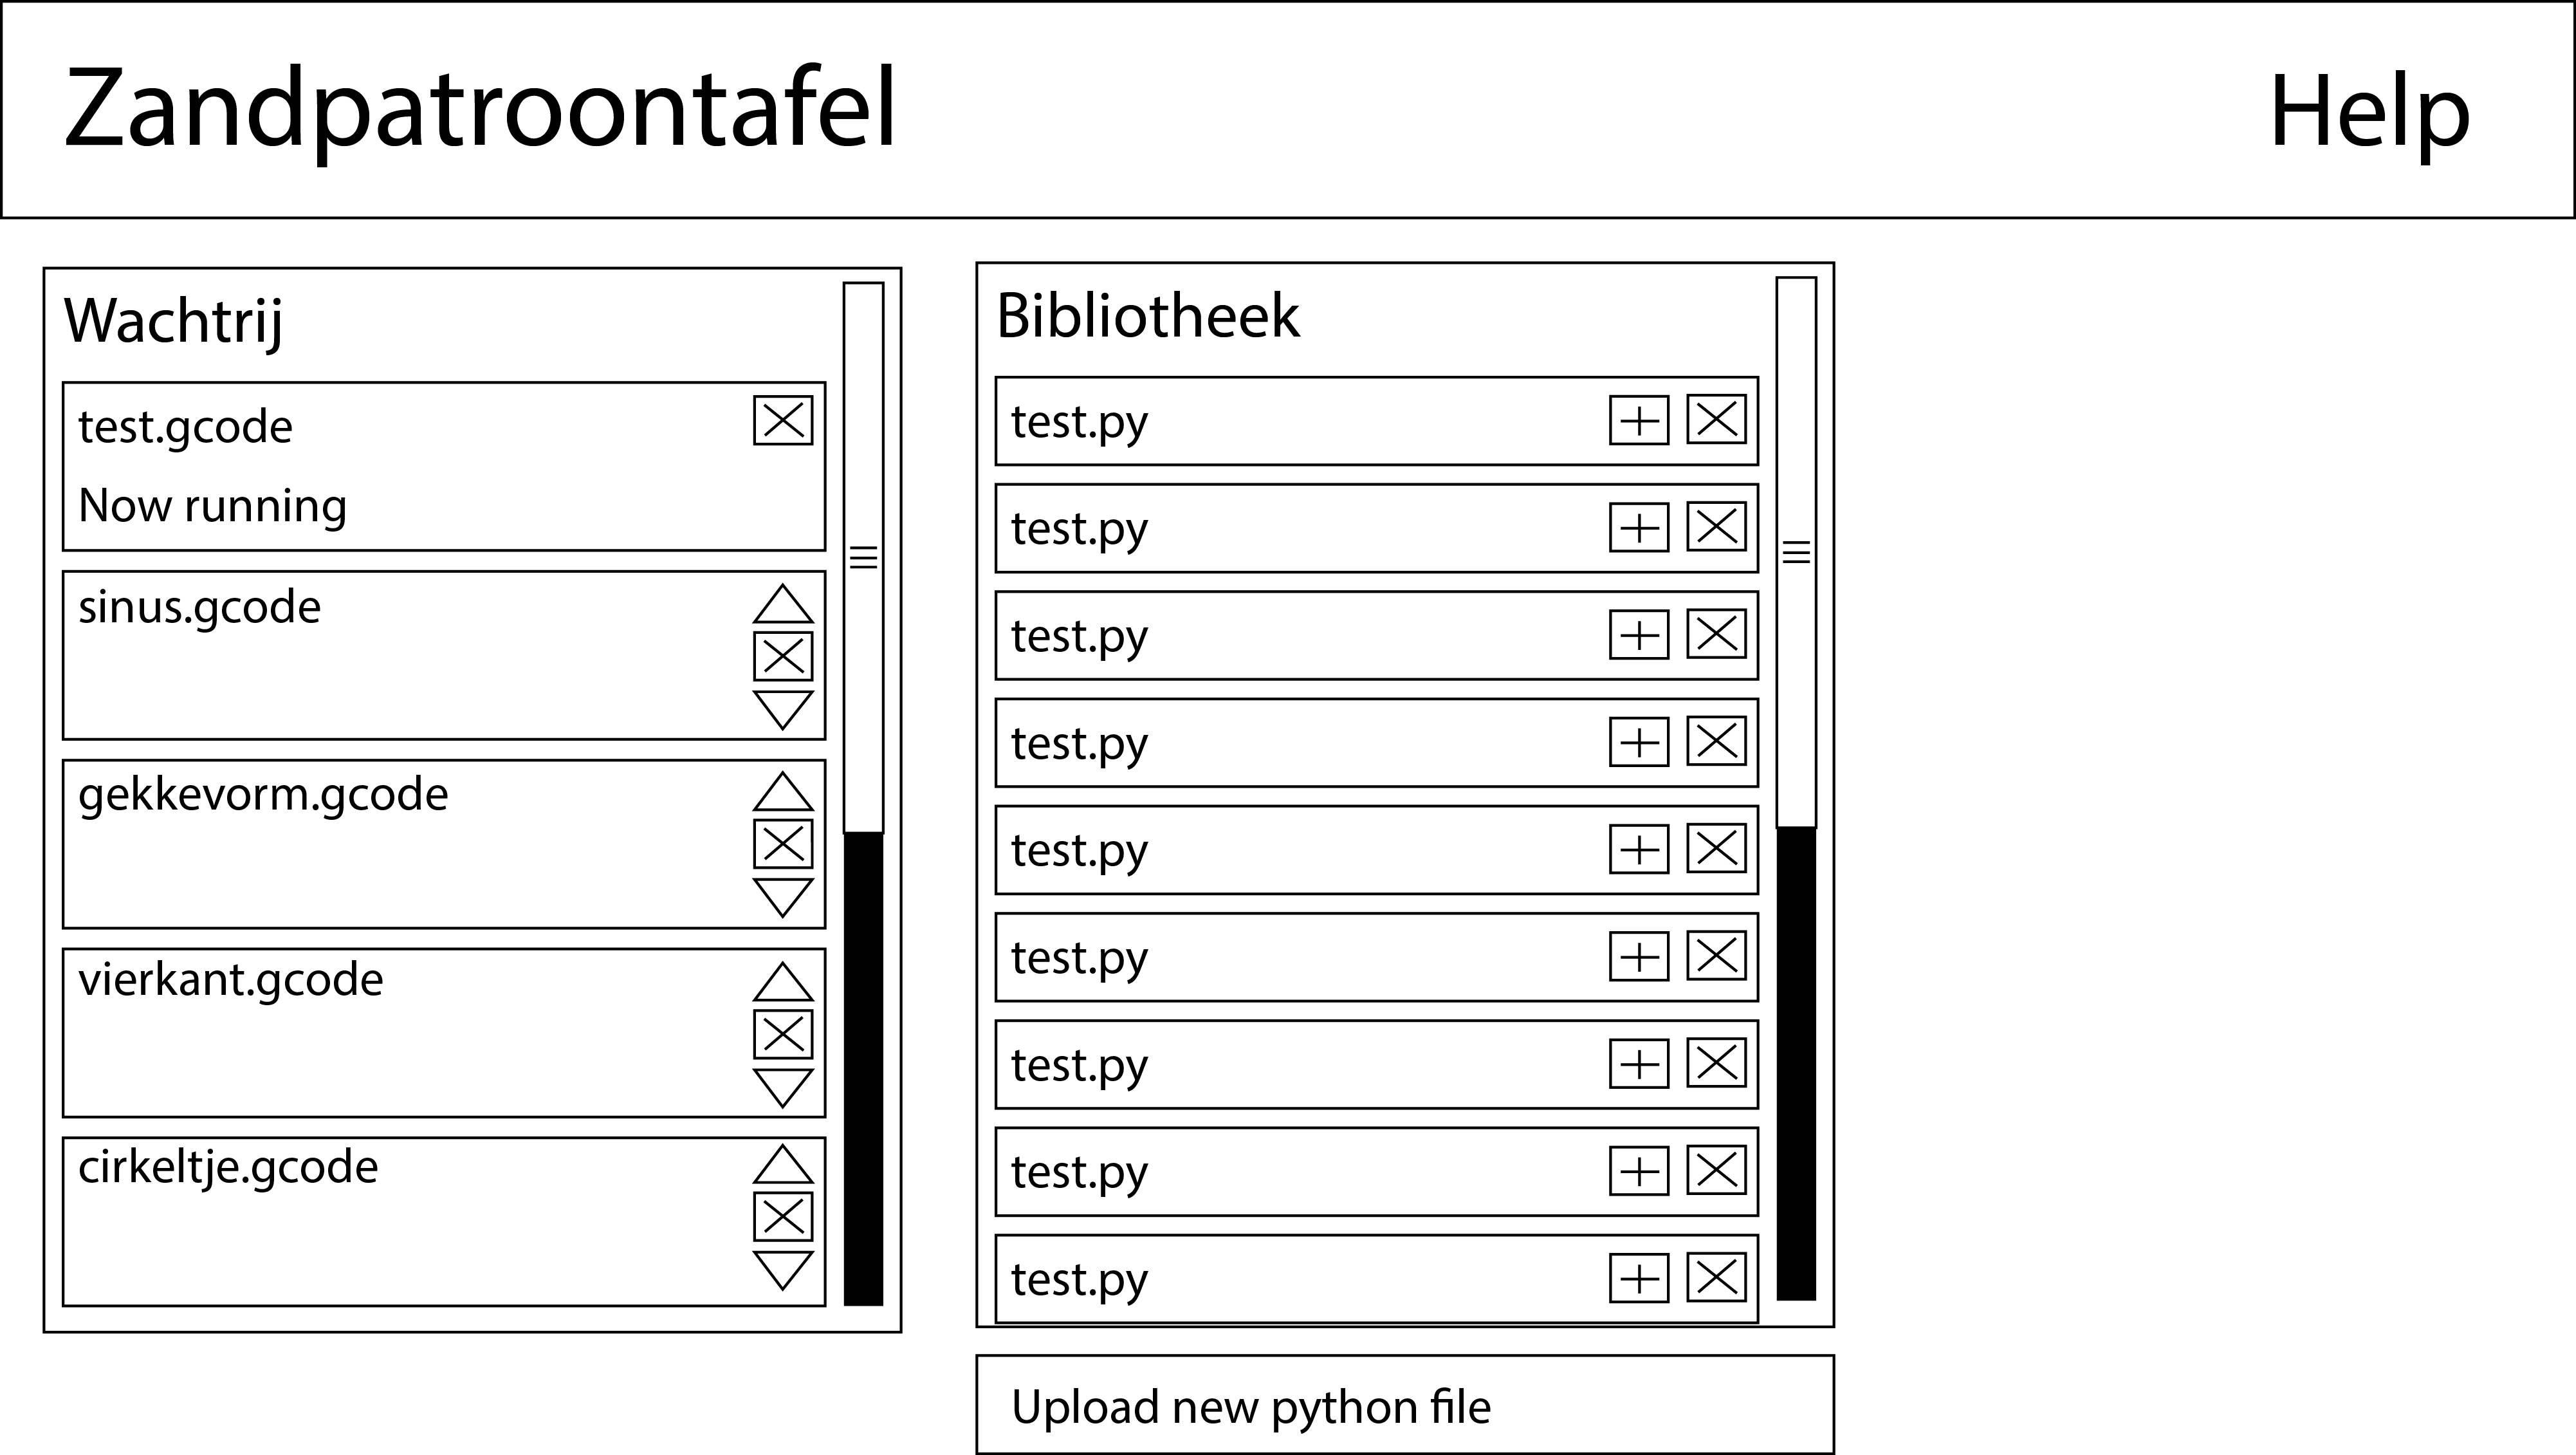 Zandpatroontafel
Help
Wachtrij
test.gcode
Now running
sinus.gcode
gekkevorm.gcode
vierkant.gcode
cirkeltje.gcode
Bibliotheek
test.py
test.py
test.py
test.py
test.py
test.py
test.py
test.py
test.py
Upload new python file